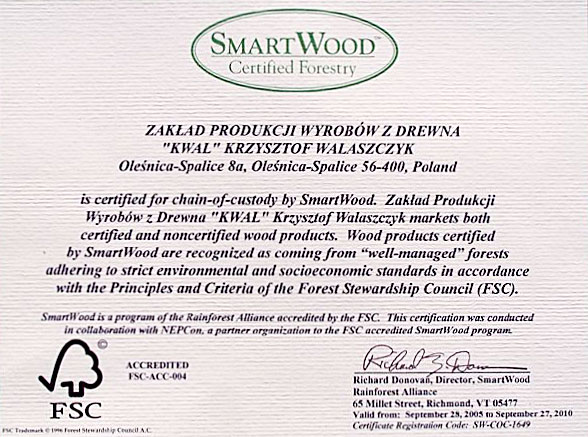 SMARTWOOD™
Certified Forestry
ZAKŁAD PRODUKCJI WYROBÓW Z DREWNA
"KWAL" KRZYSZTOF WALASZCZYK
Oleśnica-Spalice 8a, Oleśnica-Spalice 56-400, Poland
is certified for chain-of-custody by SmartWood. Zakład Produkcji
Wyrobów z Drewna "KWAL" Krzysztof Walaszczyk markets both
certified and noncertified wood products. Wood products certified
by SmartWood are recognized as coming from “well-managed” forests
adhering to strict environmental and socioeconomic standards in accordance
with the Principles and Criteria of the Forest Stewardship Council (FSC).
SmartWood is a program of the Rainforest Alliance accredited by the FSC. This certification was conducted
in collaboration with NEPCon, a partner organization to the FSC accredited SmartWood program.
©
FSC
ACCREDITED
FSC-ACC-004
FSC Trademark © 1996 Forest Stewardship Council A.C.
Richard Z. Donovan
Richard Donovan, Director, SmartWood
Rainforest Alliance
65 Millet Street, Richmond, VT 05477
Valid from: September 28, 2005 to September 27, 2010
Certificate Registration Code: SW-COC-1649